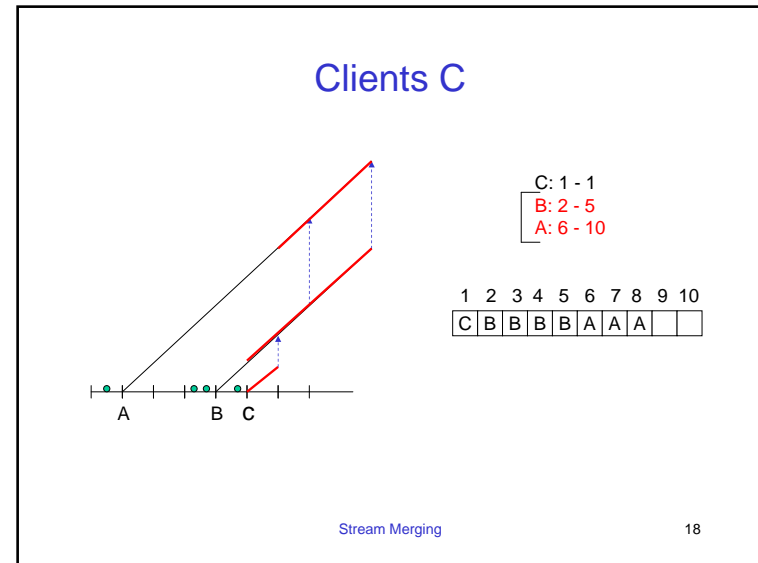 Clients C
C: 1 - 1
B: 2 - 5
A: 6 - 10
1 2 3 4 5 6 7 8 9 10
C B B B B A A A
A B C
Stream Merging 18